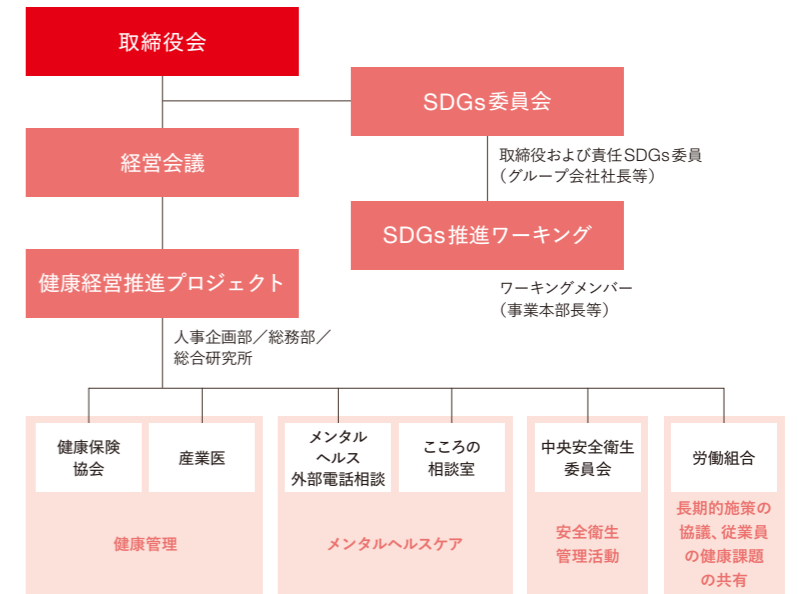 取締役会
SDGs委員会
取締役および責任SDGs委員
（グループ会社社長等）
経営会議
SDGs推進ワーキング
ワーキングメンバー
（事業本部長等）
健康経営推進プロジェクト
人事企画部／総務部／
総合研究所
健康保険
協会
産業医
健康管理
メンタル
ヘルス
外部電話相談
こころの
相談室
メンタルヘルスケア
中央安全衛生
委員会
安全衛生
管理活動
労働組合
長期的施策の
協議、従業員
の健康課題
の共有